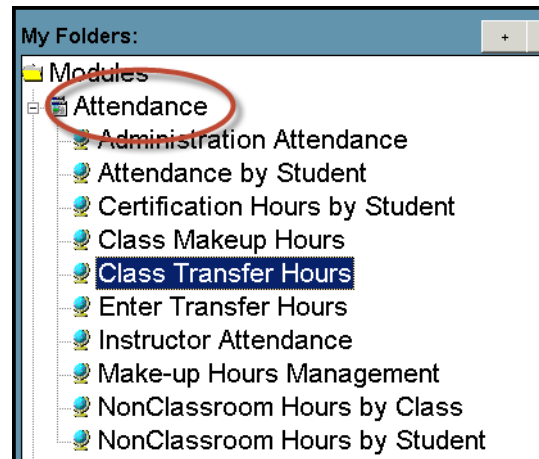 My Folders:
+
Modules
Attendance
Administration Attendance
Attendance by Student
Certification Hours by Student
Class Makeup Hours
Class Transfer Hours
Enter Transfer Hours
Instructor Attendance
Make-up Hours Management
NonClassroom Hours by Class
NonClassroom Hours by Student